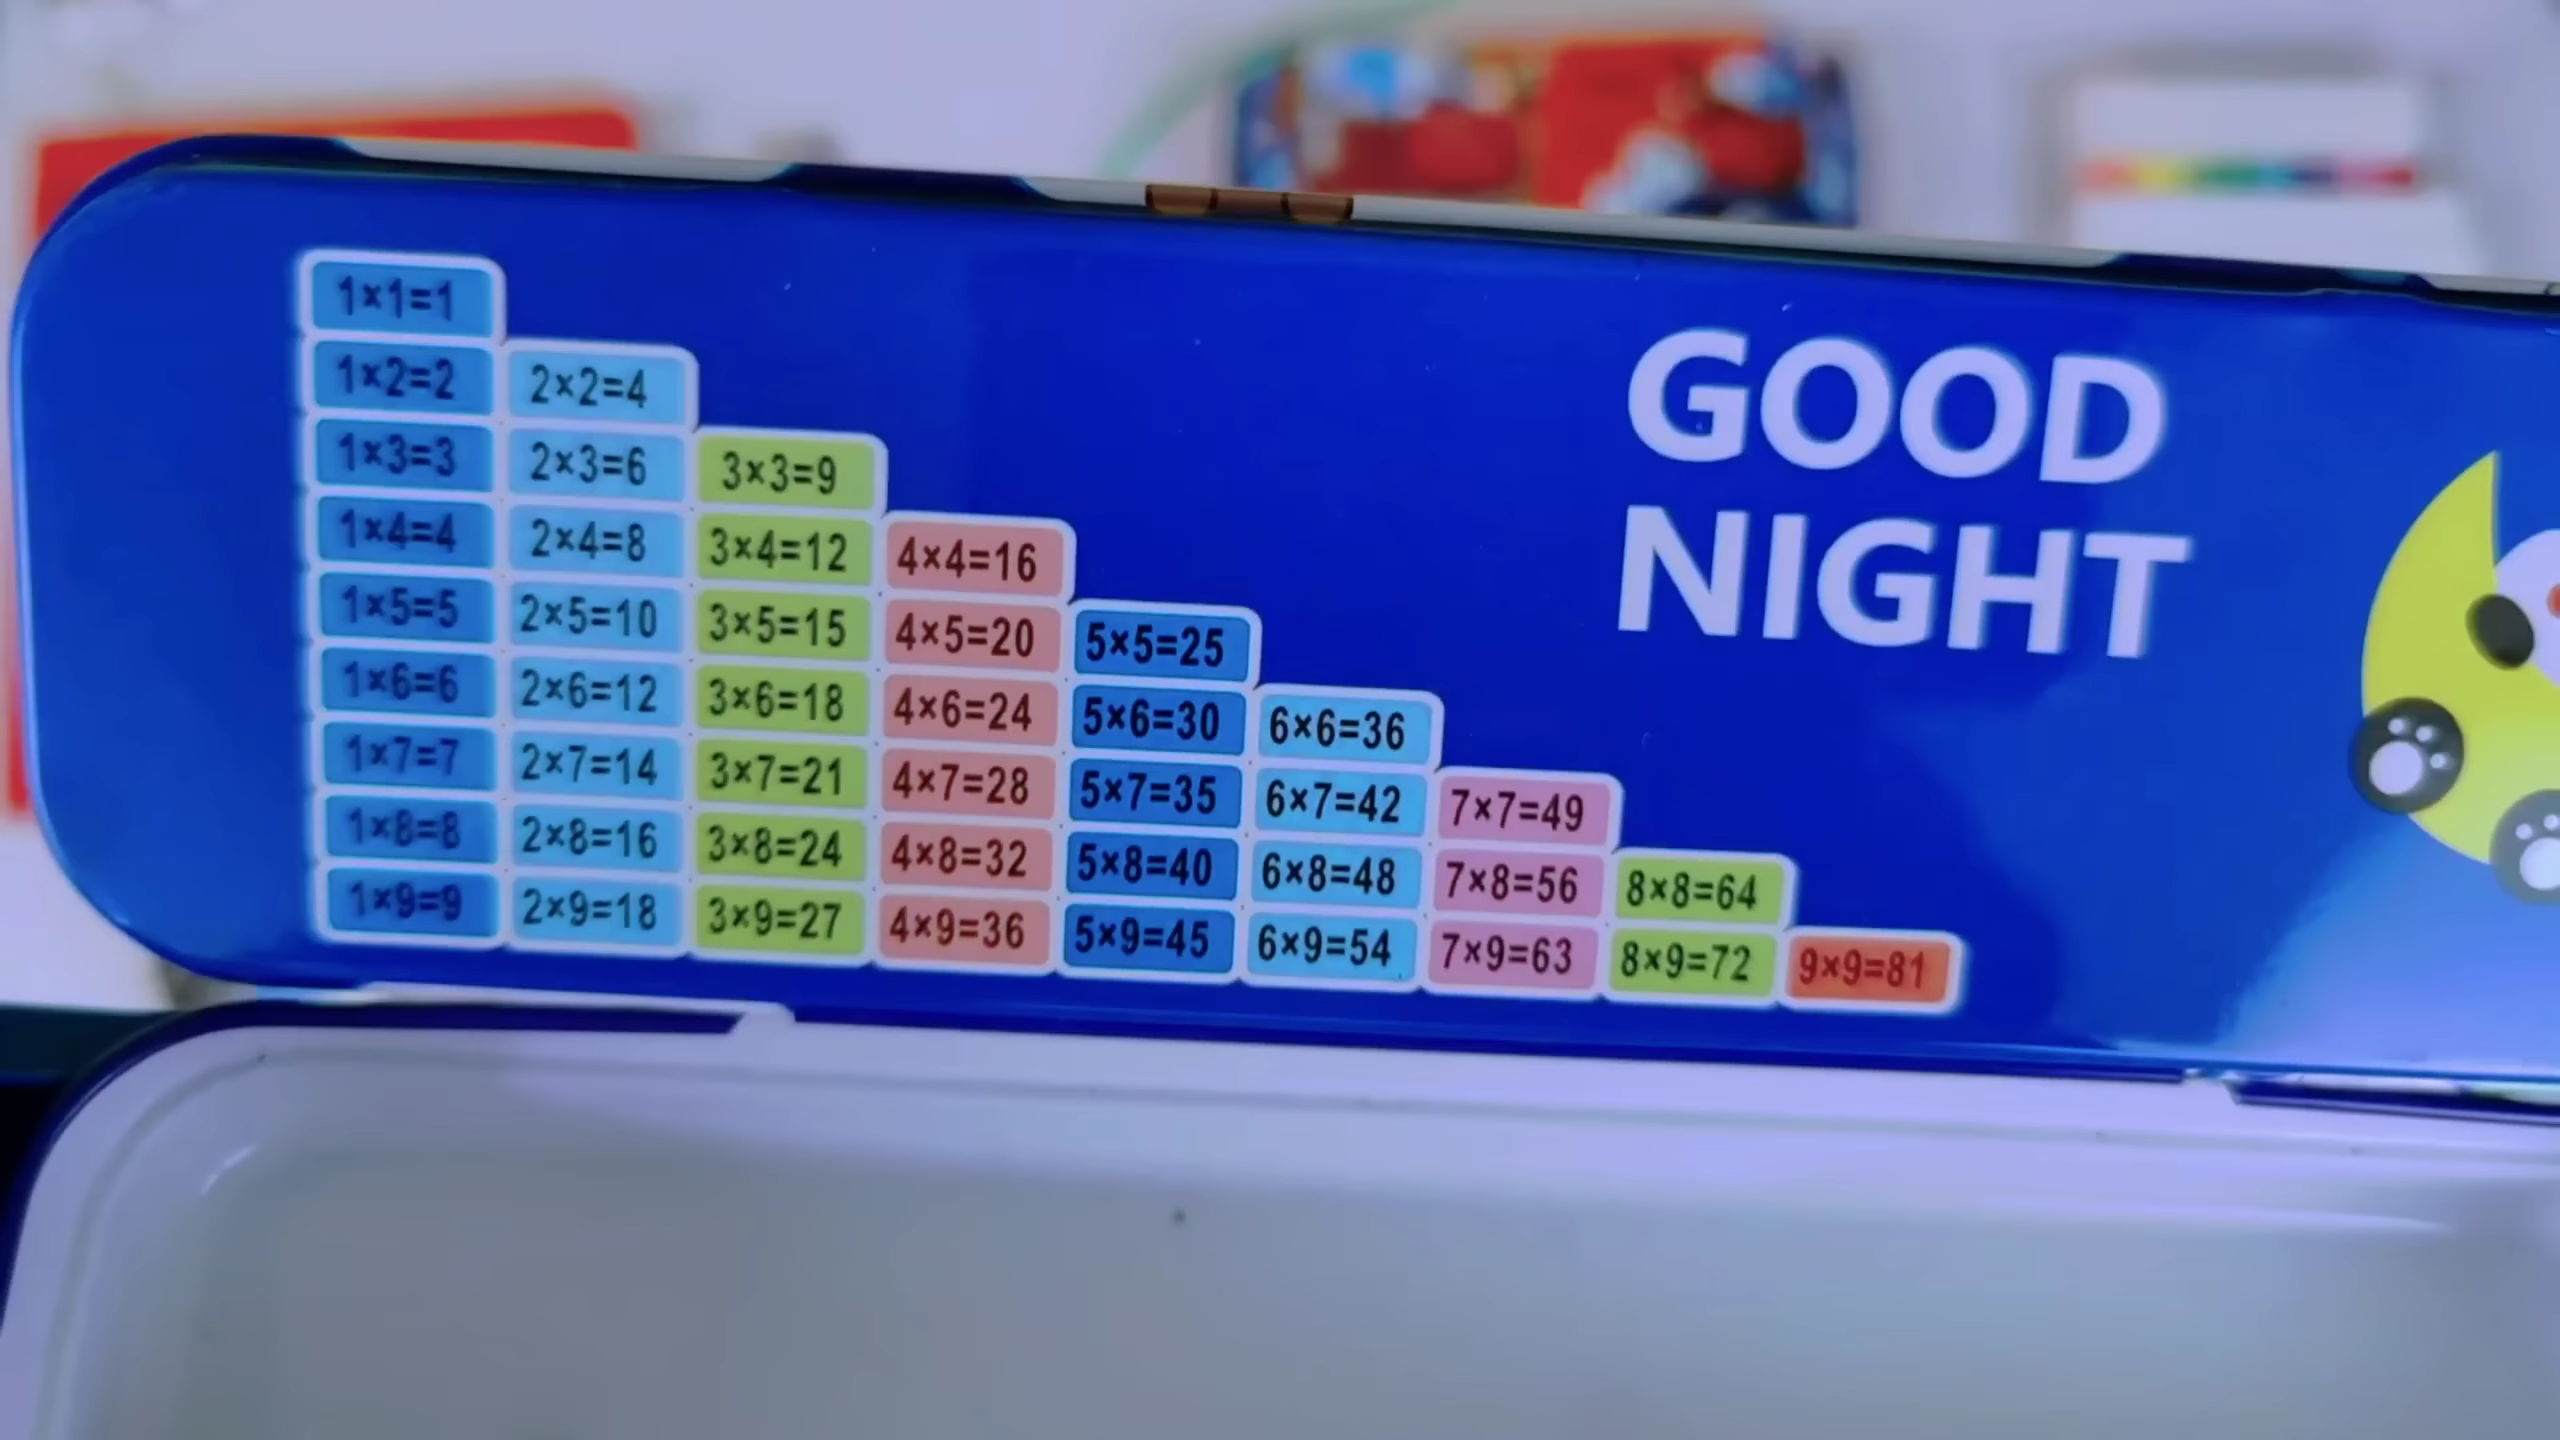 1×1=1
1×2=2 2×2=4
1×3=3 2×3=6 3×3=9
1×4=4 2×4=8 3×4=12 4×4=16
1×5=5 2×5=10 3×5=15 4×5=20 5×5=25
1×6=6 2×6=12 3×6=18 4×6=24 5×6=30 6×6=36
1×7=7 2×7=14 3×7=21 4×7=28 5×7=35 6×7=42 7×7=49
1×8=8 2×8=16 3×8=24 4×8=32 5×8=40 6×8=48 7×8=56 8×8=64
1×9=9 2×9=18 3×9=27 4×9=36 5×9=45 6×9=54 7×9=63 8×9=72 9×9=81
GOOD
NIGHT